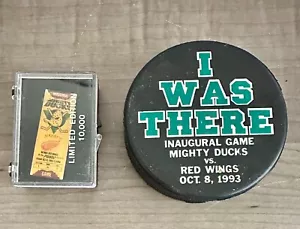 LIMITED EDITION
10,000
I
WAS
THERE
INAUGURAL GAME
MIGHTY DUCKS
VS.
RED WINGS
OCT. 8, 1993